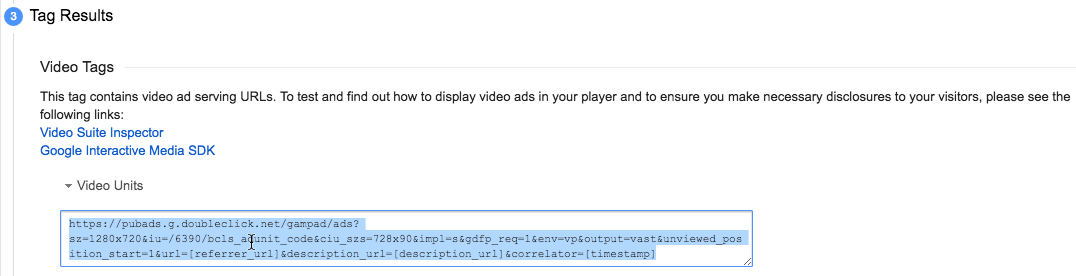 3 Tag Results
Video Tags
This tag contains video ad serving URLs. To test and find out how to display video ads in your player and to ensure you make necessary disclosures to your visitors, please see the
following links:
Video Suite Inspector
Google Interactive Media SDK
Video Units
https://pubads.g.doubleclick.net/gampad/ads?
sz=1280x720&iu=/6390/bcls_adunit_code&ciu_szs=728x90&impl=s&gdfp_req=1&env=vp&output=vast&unviewed_pos
ition_start=1&url=[referrer_url]&description_url=[description_url]&correlator=[timestamp]